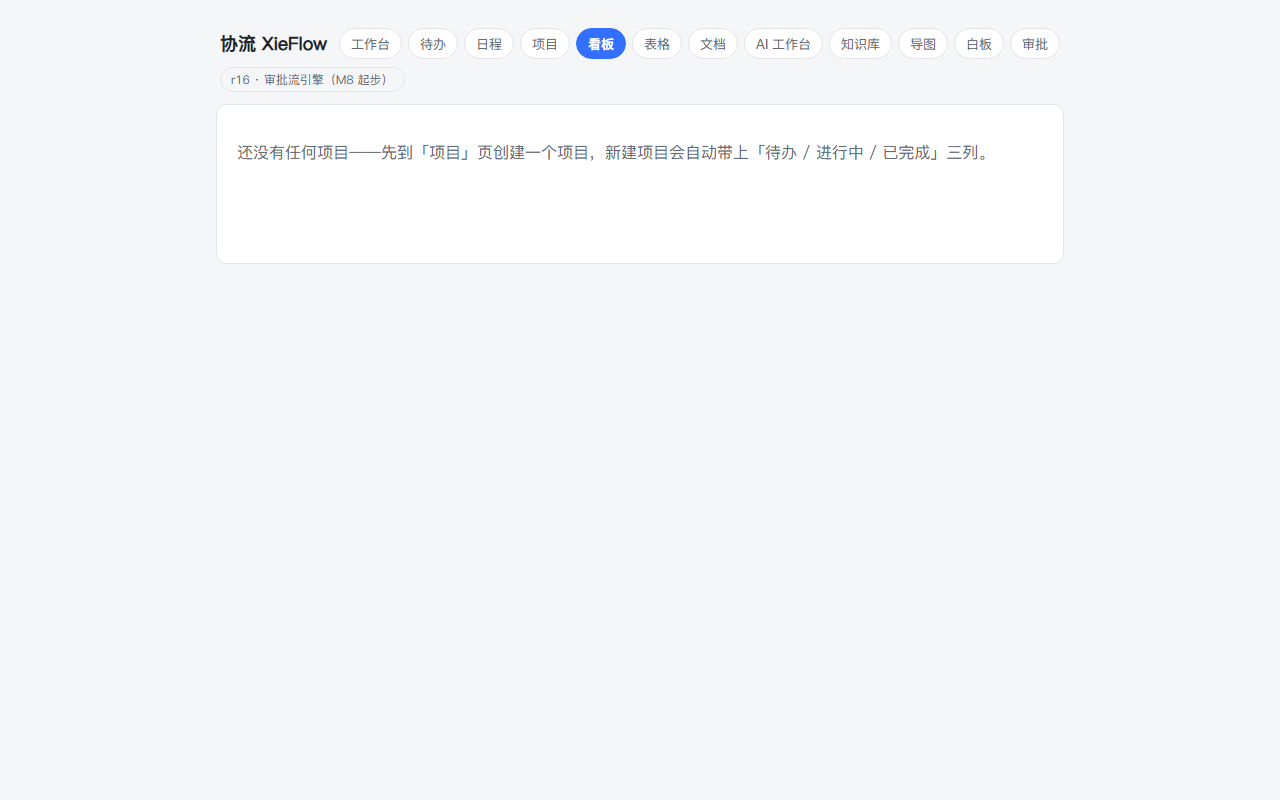 协流 XieFlow 工作台 待办 日程 项目 看板 表格 文档 AI 工作台 知识库 导图 白板 审批
r16 · 审批流引擎（M8 起步）
还没有任何项目——先到「项目」页创建一个项目，新建项目会自动带上「待办 / 进行中 / 已完成」三列。